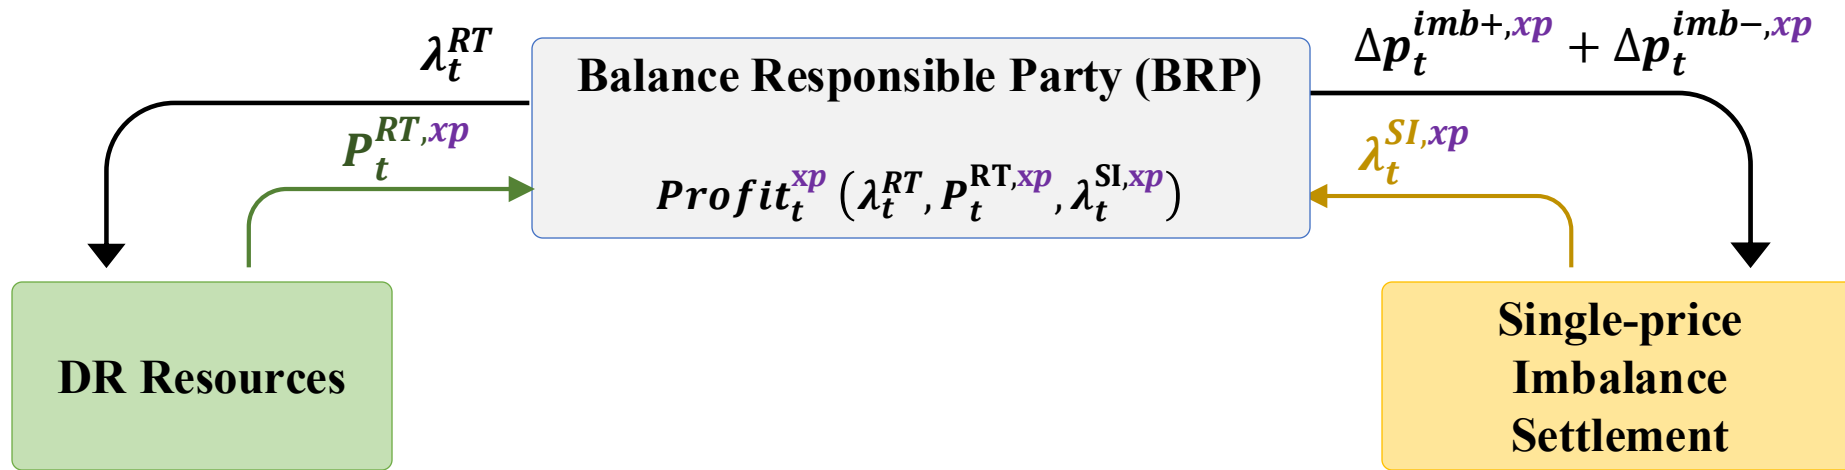 λ_t^{RT}
P_t^{RT,xp}
Balance Responsible Party (BRP)
Profit_t^{xp} (λ_t^{RT}, P_t^{RT,xp}, λ_t^{SI,xp})
Δp_t^{imb+,xp} + Δp_t^{imb-,xp}
λ_t^{SI,xp}
DR Resources
Single-price
Imbalance
Settlement